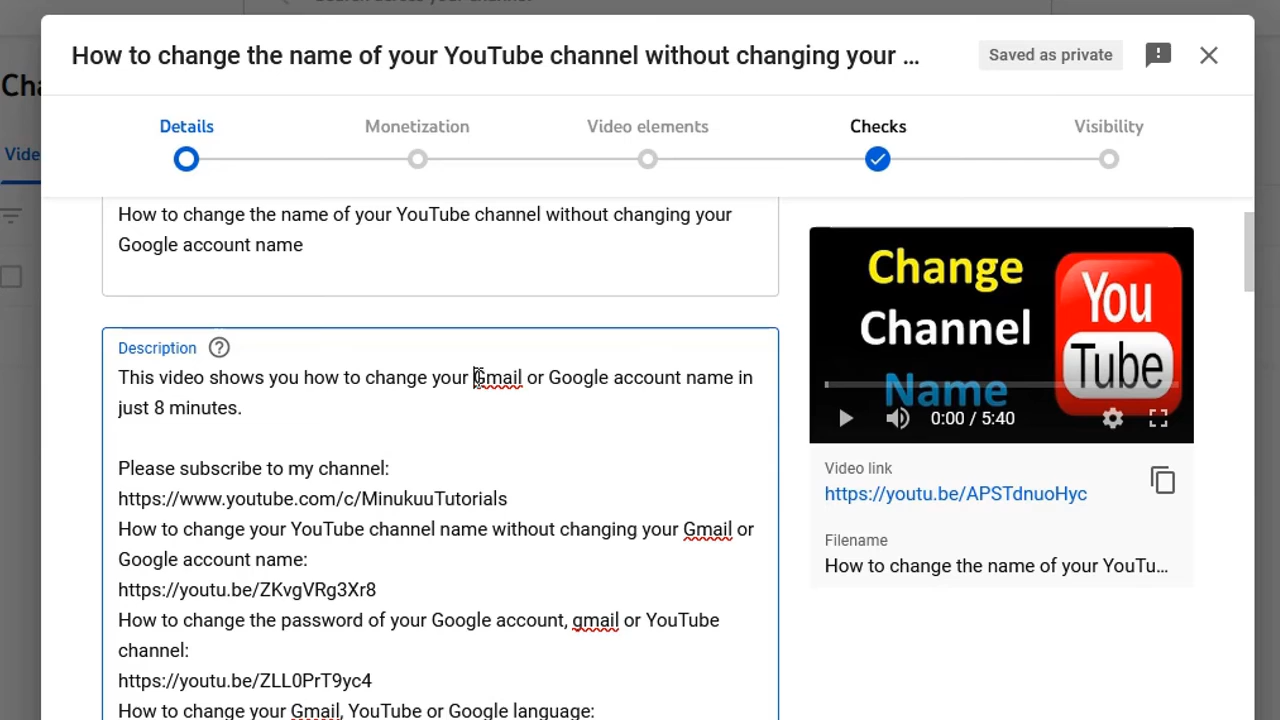 How to change the name of your YouTube channel without changing your ...
Saved as private
Details
Monetization
Video elements
Checks
Visibility
Cha
Vide
How to change the name of your YouTube channel without changing your
Google account name
Description
This video shows you how to change your Gmail or Google account name in
just 8 minutes.
Please subscribe to my channel:
https://www.youtube.com/c/MinukuuTutorials
How to change your YouTube channel name without changing your Gmail or
Google account name:
https://youtu.be/ZKvgVRg3Xr8
How to change the password of your Google account, gmail or YouTube
channel:
https://youtu.be/ZLL0PrT9yc4
How to change your Gmail, YouTube or Google language:
Change
Channel
Name
You
Tube
0:00 / 5:40
Video link
https://youtu.be/APSTdnuoHyc
Filename
How to change the name of your YouTu...